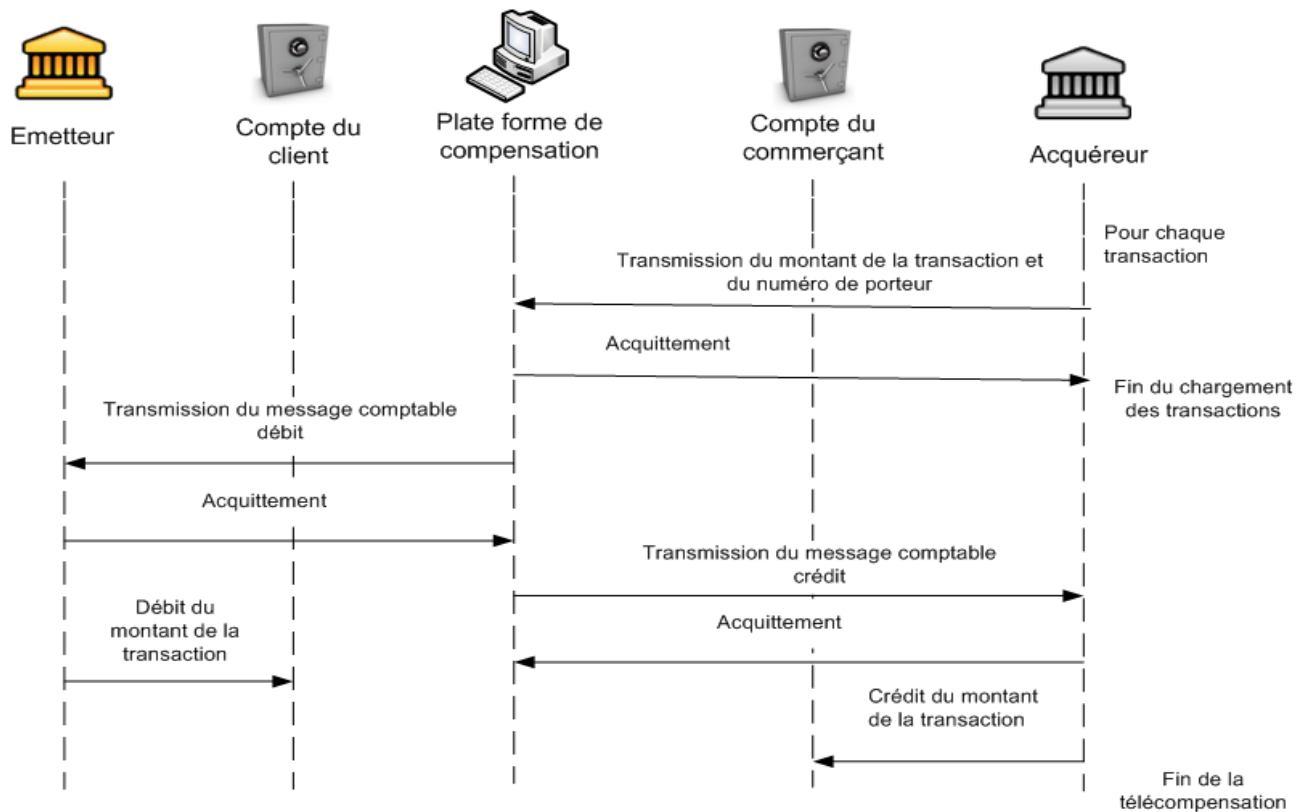 Emetteur
Compte du
client
Plate forme de
compensation
Compte du
commerçant
Acquéreur
Pour chaque
transaction
Transmission du montant de la transaction et
du numéro de porteur
Acquittement
Fin du chargement
des transactions
Transmission du message comptable
débit
Acquittement
Transmission du message comptable
crédit
Débit du
montant de la
transaction
Acquittement
Crédit du montant
de la transaction
Fin de la
télécompensation